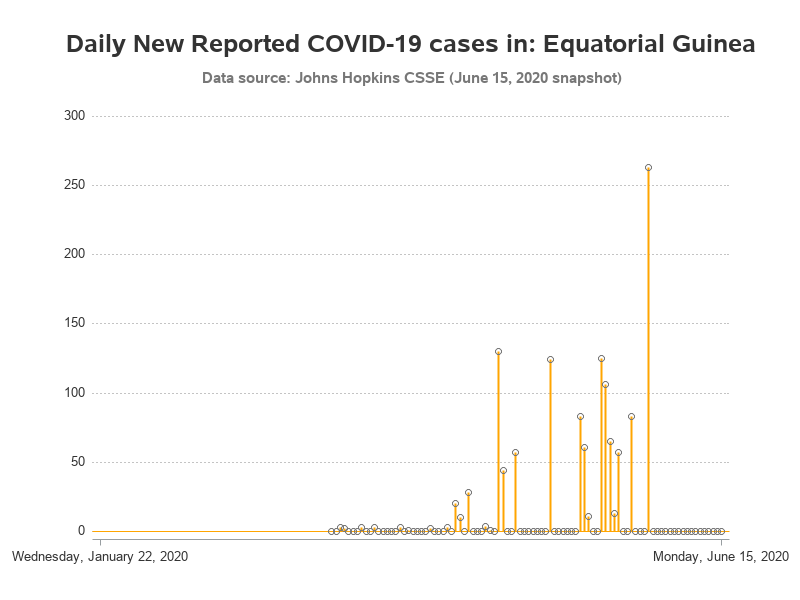 Daily New Reported COVID-19 cases in: Equatorial Guinea
Data source: Johns Hopkins CSSE (June 15, 2020 snapshot)
300
250
200
150
100
50
0
Wednesday, January 22, 2020
Monday, June 15, 2020